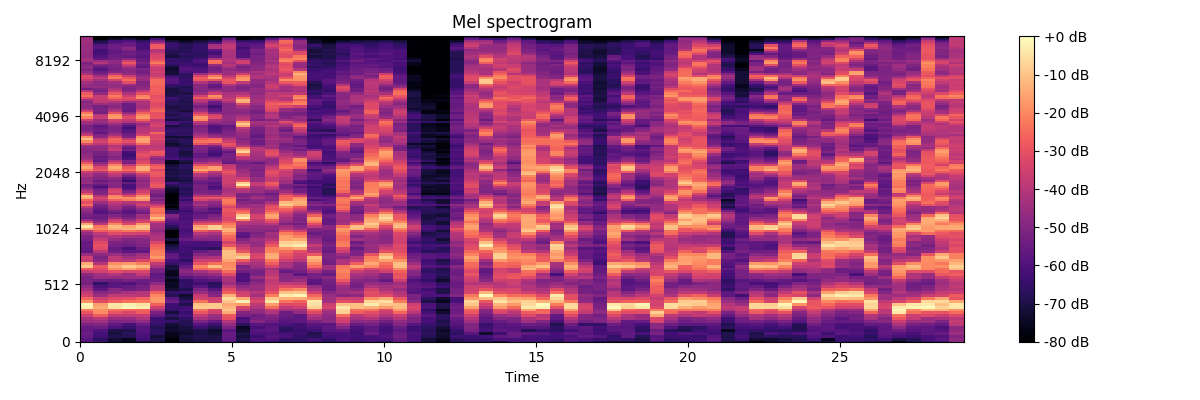 Mel spectrogram
+0 dB
8192
-10 dB
4096
-20 dB
-30 dB
2048
-40 dB
Hz
1024
-50 dB
-60 dB
512
-70 dB
0
-80 dB
0 5 10 15 20 25
Time